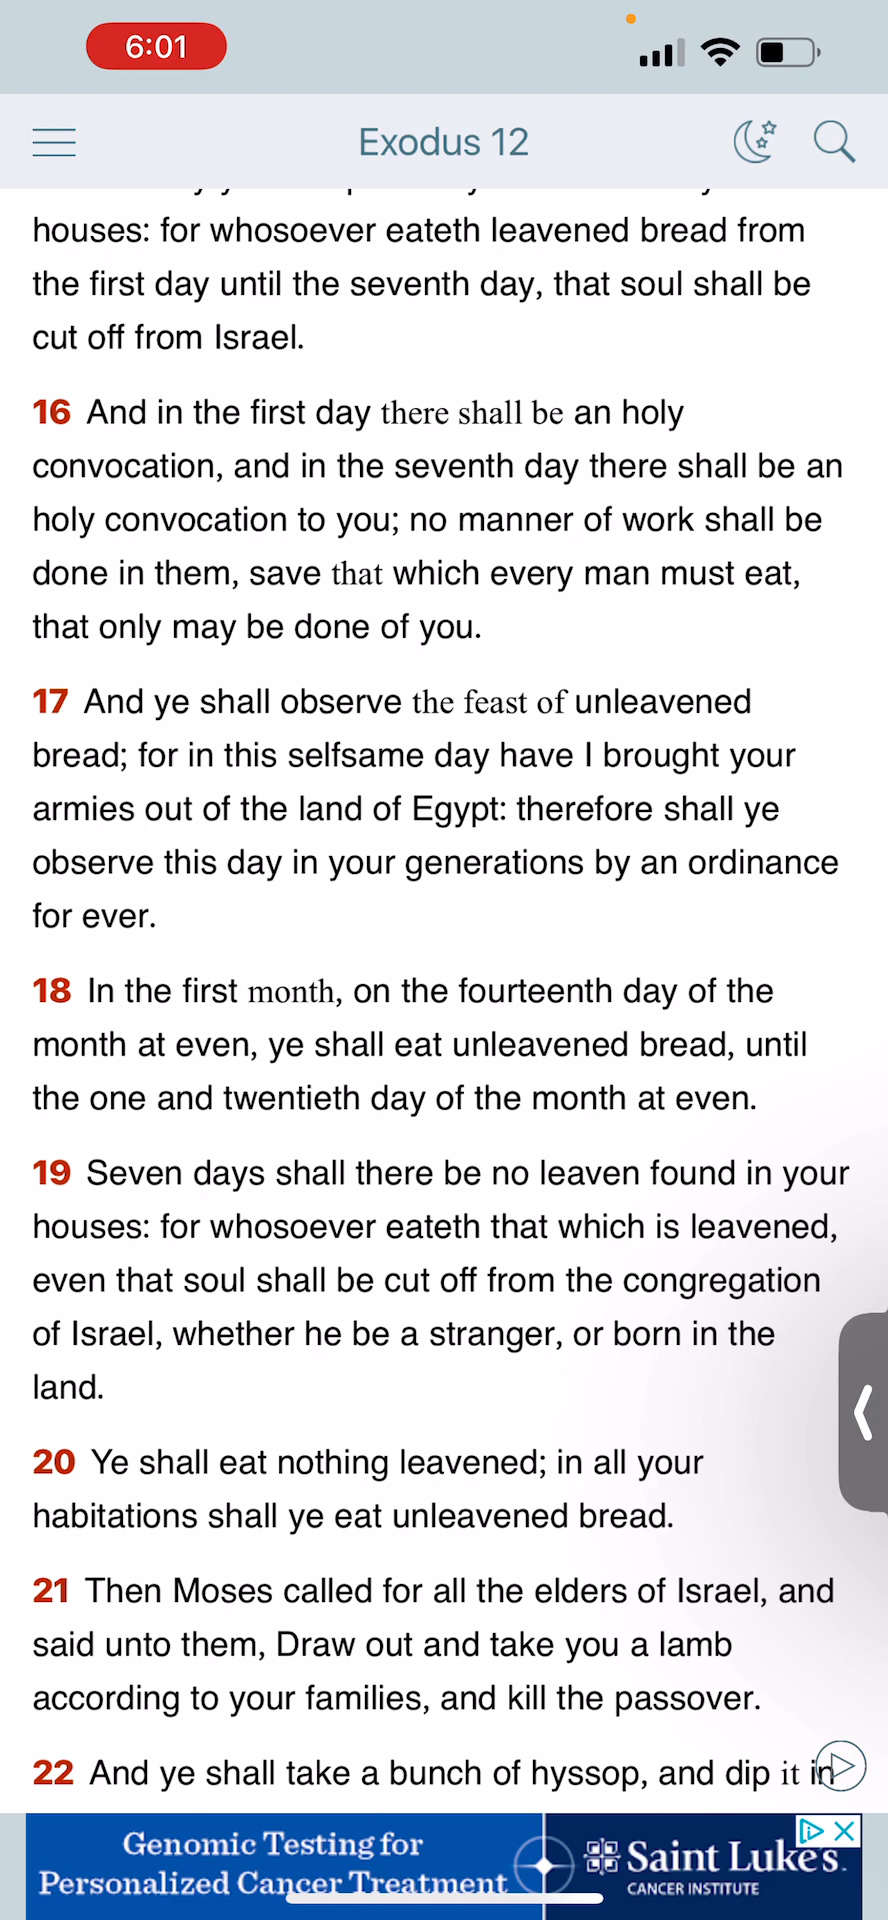 6:01
Exodus 12
houses: for whosoever eateth leavened bread from
the first day until the seventh day, that soul shall be
cut off from Israel.
16 And in the first day there shall be an holy
convocation, and in the seventh day there shall be an
holy convocation to you; no manner of work shall be
done in them, save that which every man must eat,
that only may be done of you.
17 And ye shall observe the feast of unleavened
bread; for in this selfsame day have I brought your
armies out of the land of Egypt: therefore shall ye
observe this day in your generations by an ordinance
for ever.
18 In the first month, on the fourteenth day of the
month at even, ye shall eat unleavened bread, until
the one and twentieth day of the month at even.
19 Seven days shall there be no leaven found in your
houses: for whosoever eateth that which is leavened,
even that soul shall be cut off from the congregation
of Israel, whether he be a stranger, or born in the
land.
20 Ye shall eat nothing leavened; in all your
habitations shall ye eat unleavened bread.
21 Then Moses called for all the elders of Israel, and
said unto them, Draw out and take you a lamb
according to your families, and kill the passover.
22 And ye shall take a bunch of hyssop, and dip it in
Genomic Testing for
Personalized Cancer Treatment
Saint Luke's.
CANCER INSTITUTE